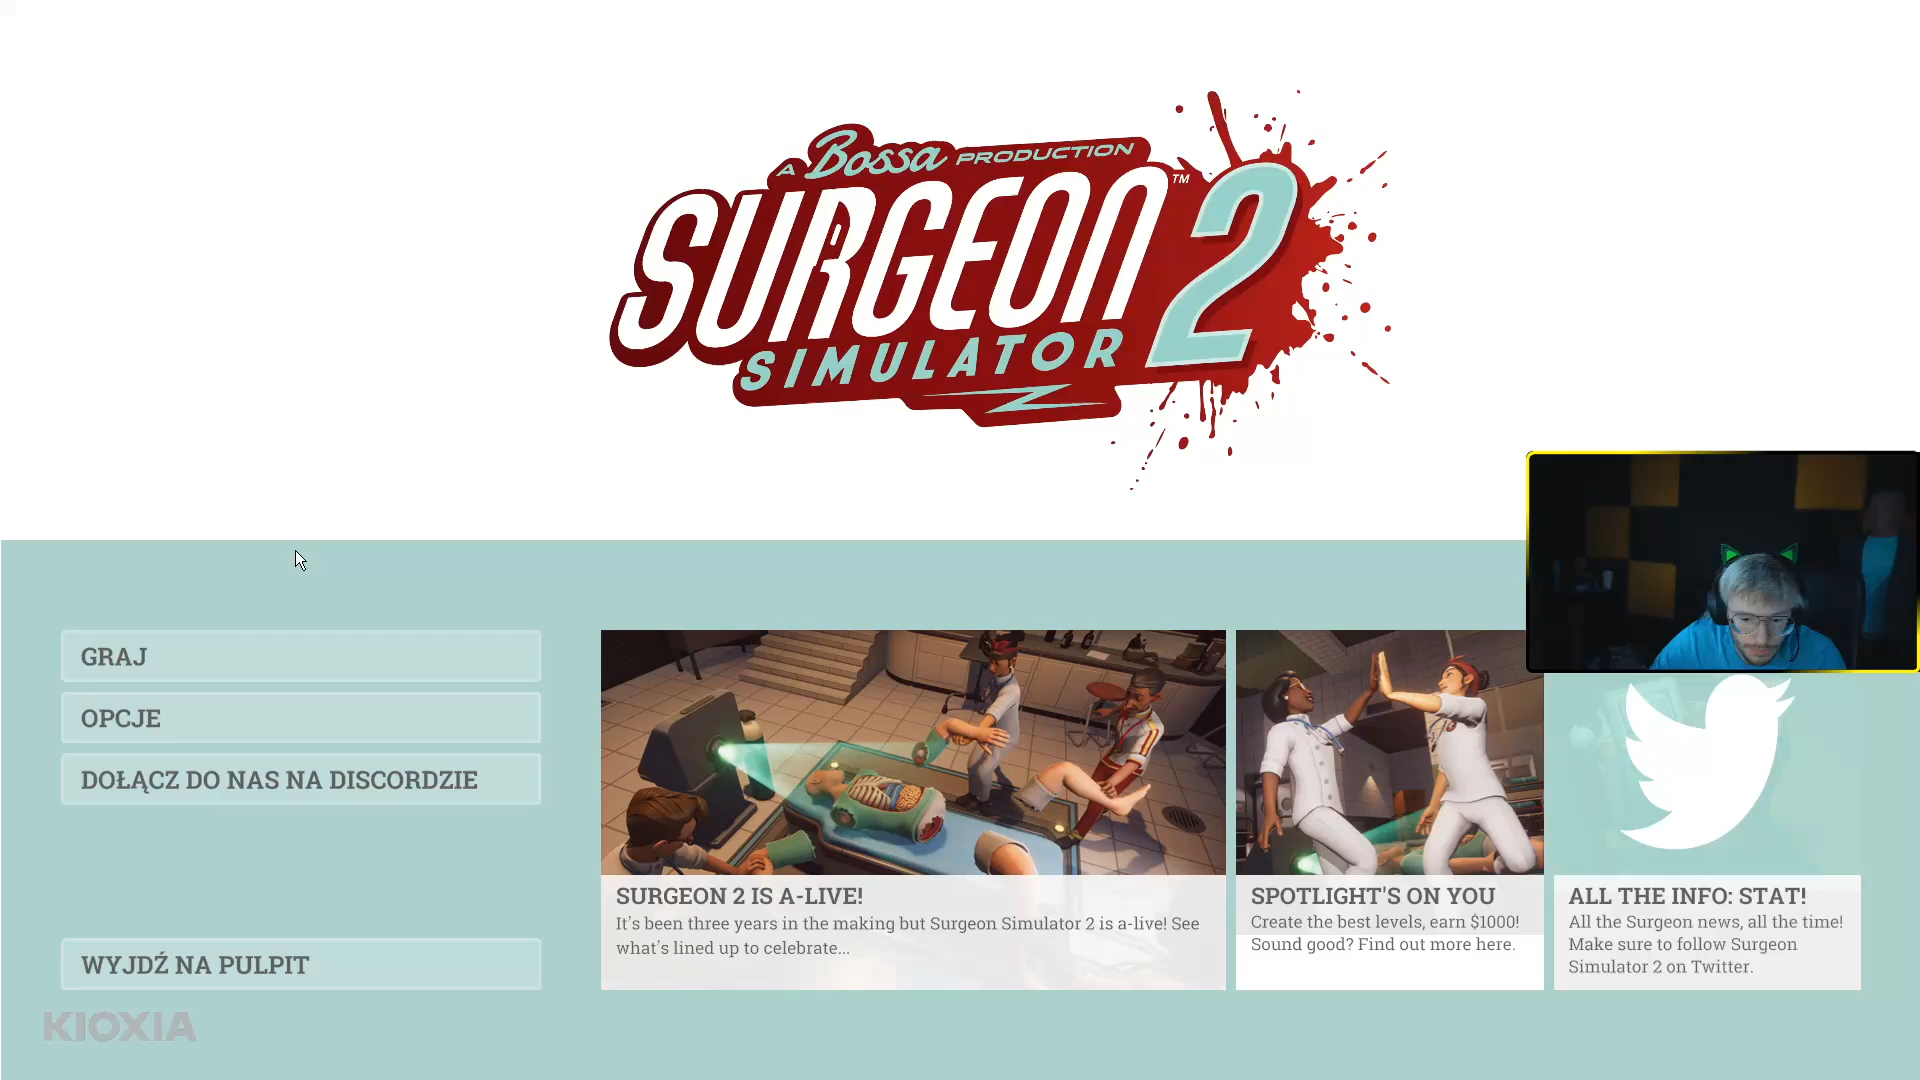 A Bossa PRODUCTION
SURGEON 2 ™
SIMULATOR
GRAJ
OPCJE
DOŁĄCZ DO NAS NA DISCORDZIE
WYJDŹ NA PULPIT
KIOXIA
SURGEON 2 IS A-LIVE!
It's been three years in the making but Surgeon Simulator 2 is a-live! See
what's lined up to celebrate...
SPOTLIGHT'S ON YOU
Create the best levels, earn $1000!
Sound good? Find out more here.
ALL THE INFO: STAT!
All the Surgeon news, all the time!
Make sure to follow Surgeon
Simulator 2 on Twitter.